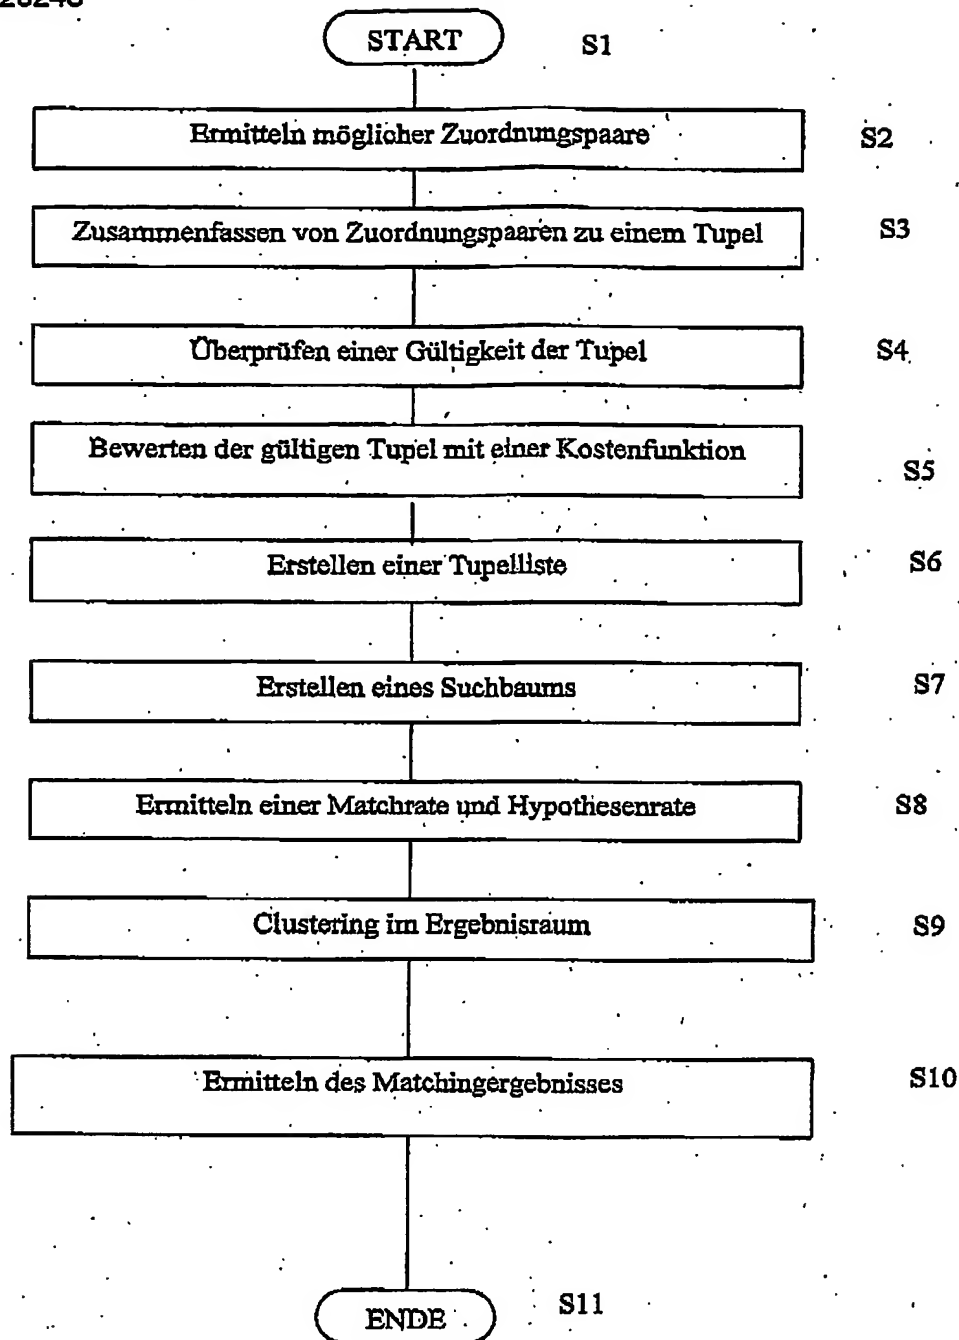 START S1
Ermitteln möglicher Zuordnungspaare S2
Zusammenfassen von Zuordnungspaaren zu einem Tupel S3
Überprüfen einer Gültigkeit der Tupel S4
Bewerten der gültigen Tupel mit einer Kostenfunktion S5
Erstellen einer Tupelliste S6
Erstellen eines Suchbaums S7
Ermitteln einer Matchrate und Hypothesenrate S8
Clustering im Ergebnisraum S9
Ermitteln des Matchingergebnisses S10
ENDE S11